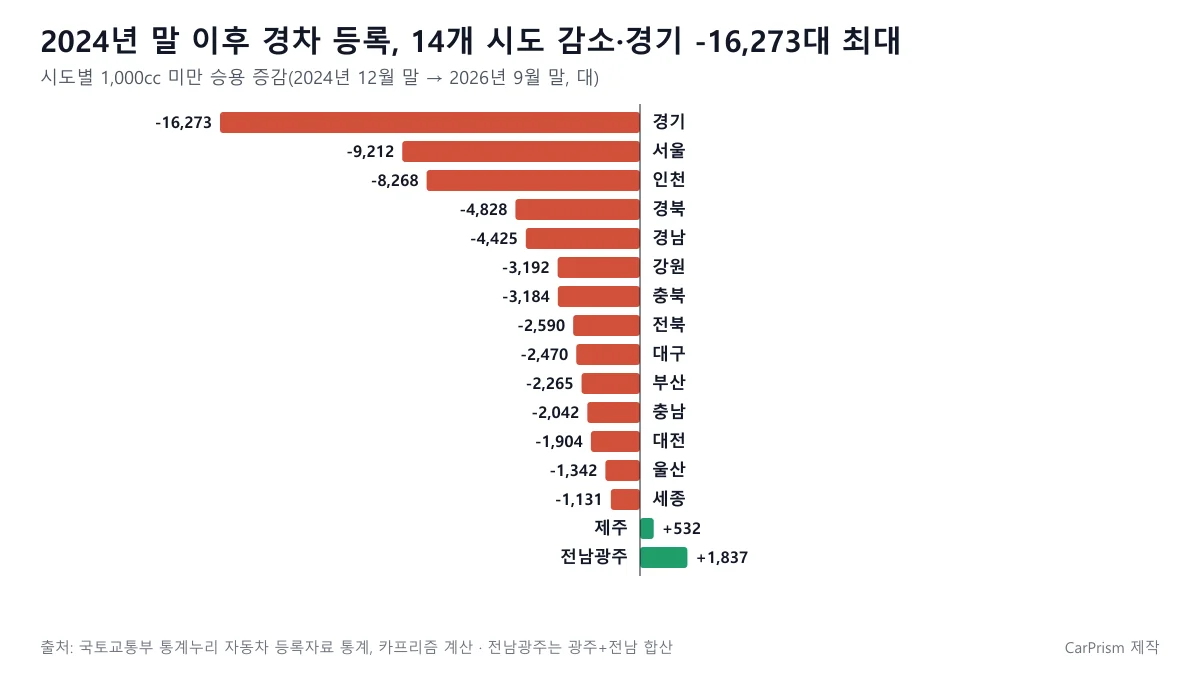 2024년 말 이후 경차 등록, 14개 시도 감소·경기 -16,273대 최대
시도별 1,000cc 미만 승용 증감(2024년 12월 말 → 2026년 9월 말, 대)
-16,273 경기
-9,212 서울
-8,268 인천
-4,828 경북
-4,425 경남
-3,192 강원
-3,184 충북
-2,590 전북
-2,470 대구
-2,265 부산
-2,042 충남
-1,904 대전
-1,342 울산
-1,131 세종
제주 +532
전남광주 +1,837
출처: 국토교통부 통계누리 자동차 등록자료 통계, 카프리즘 계산 · 전남광주는 광주+전남 합산
CarPrism 제작